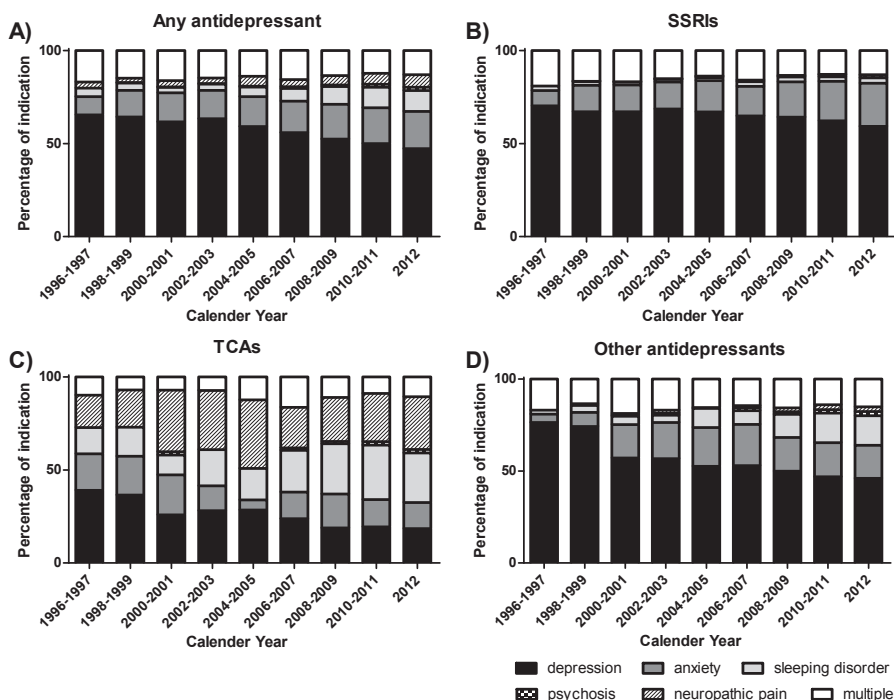 A)
Any antidepressant
Percentage of indication
100
50
0
1996-1997
1998-1999
2000-2001
2002-2003
2004-2005
2006-2007
2008-2009
2010-2011
2012
Calender Year
B)
SSRIs
Percentage of indication
100
50
0
1996-1997
1998-1999
2000-2001
2002-2003
2004-2005
2006-2007
2008-2009
2010-2011
2012
Calender Year
C)
TCAs
Percentage of indication
100
50
0
1996-1997
1998-1999
2000-2001
2002-2003
2004-2005
2006-2007
2008-2009
2010-2011
2012
Calender Year
D)
Other antidepressants
Percentage of indication
100
50
0
1996-1997
1998-1999
2000-2001
2002-2003
2004-2005
2006-2007
2008-2009
2010-2011
2012
Calender Year
depression anxiety sleeping disorder
psychosis neuropathic pain multiple